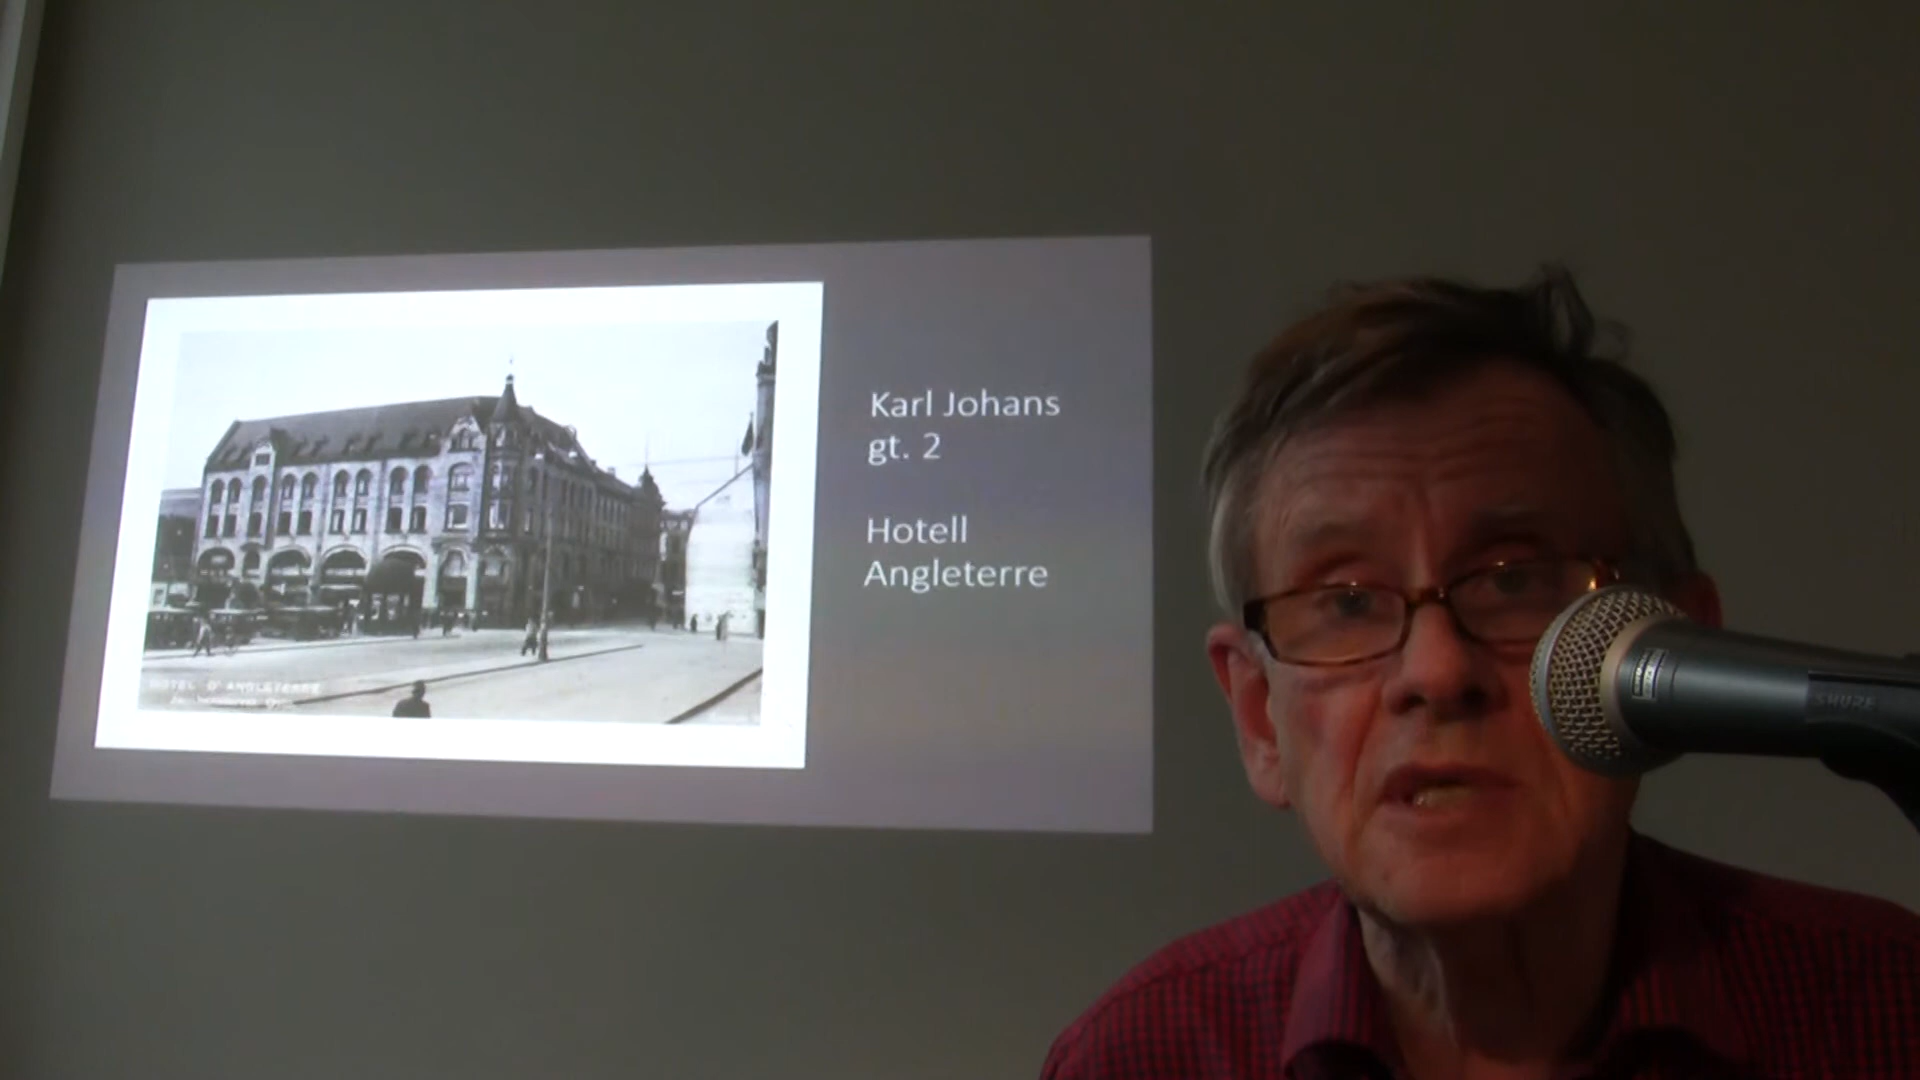 Karl Johans
gt. 2
Hotell
Angleterre
HOTEL D'ANGLETERRE
SHURE